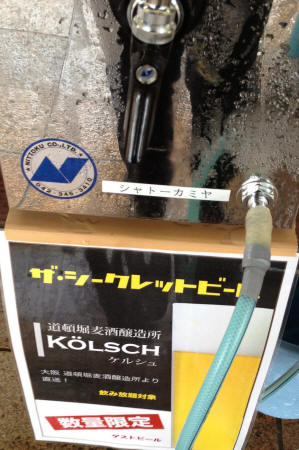 NITTOKU CO.,LTD.
042-545-3210
シャトーカミヤ
ザ・シークレットビール
道頓堀麦酒醸造所
KÖLSCH
ケルシュ
大阪 道頓堀麦酒醸造所より
直送！
飲み放題対象
数量限定
ゲストビール